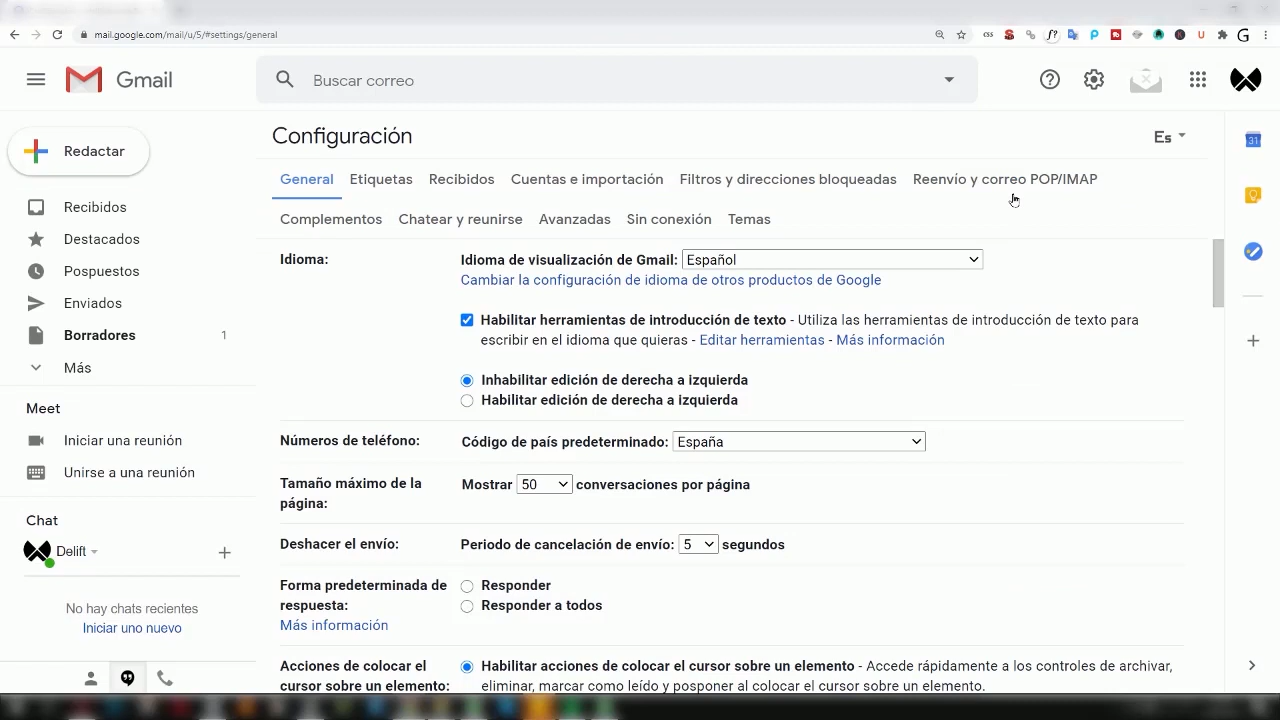 mail.google.com/mail/u/5/#settings/general
Gmail
Buscar correo
Redactar
Recibidos
Destacados
Pospuestos
Enviados
Borradores 1
Más
Meet
Iniciar una reunión
Unirse a una reunión
Chat
Delift
No hay chats recientes
Iniciar uno nuevo
Configuración
Es
General Etiquetas Recibidos Cuentas e importación Filtros y direcciones bloqueadas Reenvío y correo POP/IMAP
Complementos Chatear y reunirse Avanzadas Sin conexión Temas
Idioma: Idioma de visualización de Gmail: Español
Cambiar la configuración de idioma de otros productos de Google
Habilitar herramientas de introducción de texto - Utiliza las herramientas de introducción de texto para
escribir en el idioma que quieras - Editar herramientas - Más información
Inhabilitar edición de derecha a izquierda
Habilitar edición de derecha a izquierda
Números de teléfono: Código de país predeterminado: España
Tamaño máximo de la
página:
Mostrar 50 conversaciones por página
Deshacer el envío: Periodo de cancelación de envío: 5 segundos
Forma predeterminada de
respuesta:
Más información
Responder
Responder a todos
Acciones de colocar el
cursor sobre un elemento:
Habilitar acciones de colocar el cursor sobre un elemento - Accede rápidamente a los controles de archivar,
eliminar, marcar como leído y posponer al colocar el cursor sobre un elemento.
31